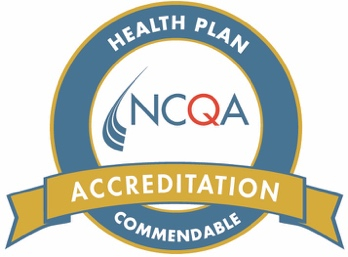 HEALTH PLAN
NCQA
ACCREDITATION
COMMENDABLE